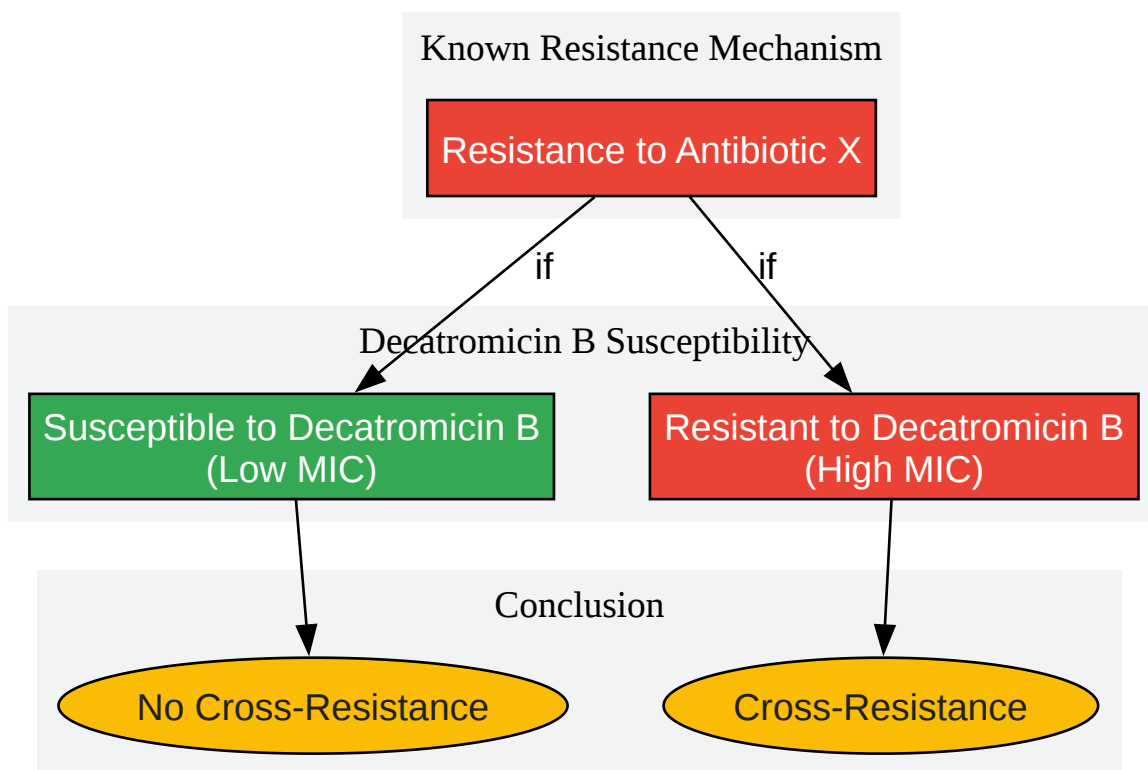 Known Resistance Mechanism
Resistance to Antibiotic X
if
if
Decatromicin B Susceptibility
Susceptible to Decatromicin B
(Low MIC)
Resistant to Decatromicin B
(High MIC)
Conclusion
No Cross-Resistance
Cross-Resistance